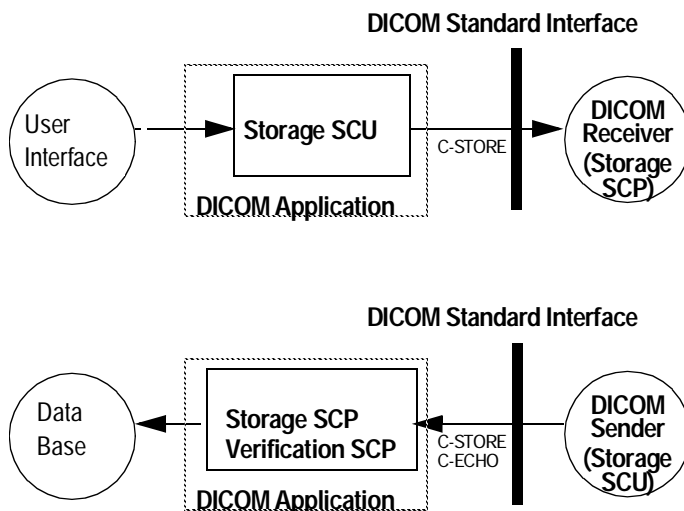 DICOM Standard Interface
User
Interface
Storage SCU
C-STORE
DICOM
Receiver
(Storage
SCP)
DICOM Application
DICOM Standard Interface
Data
Base
Storage SCP
Verification SCP
C-STORE
C-ECHO
DICOM
Sender
(Storage
SCU)
DICOM Application